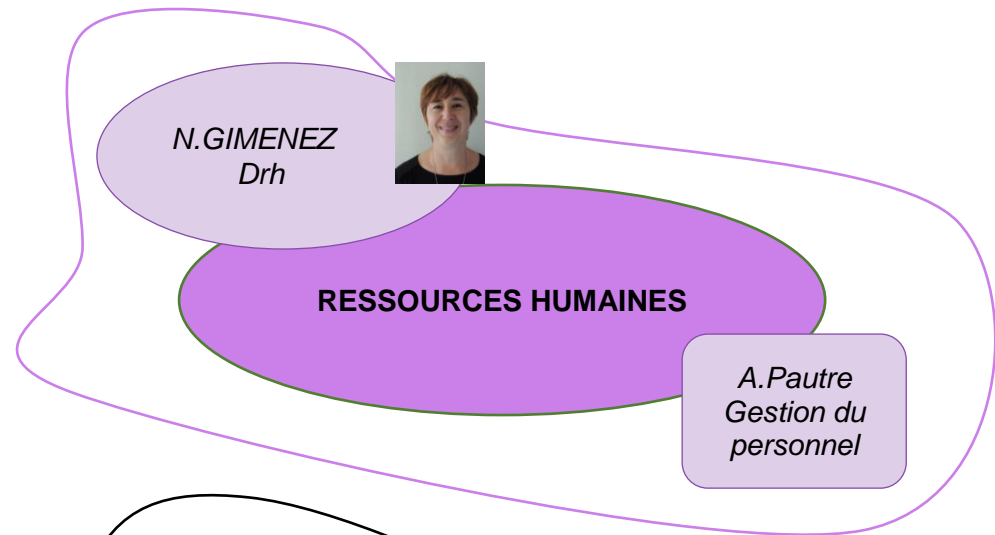 N.GIMENEZ
Drh
RESSOURCES HUMAINES
A.Pautre
Gestion du
personnel